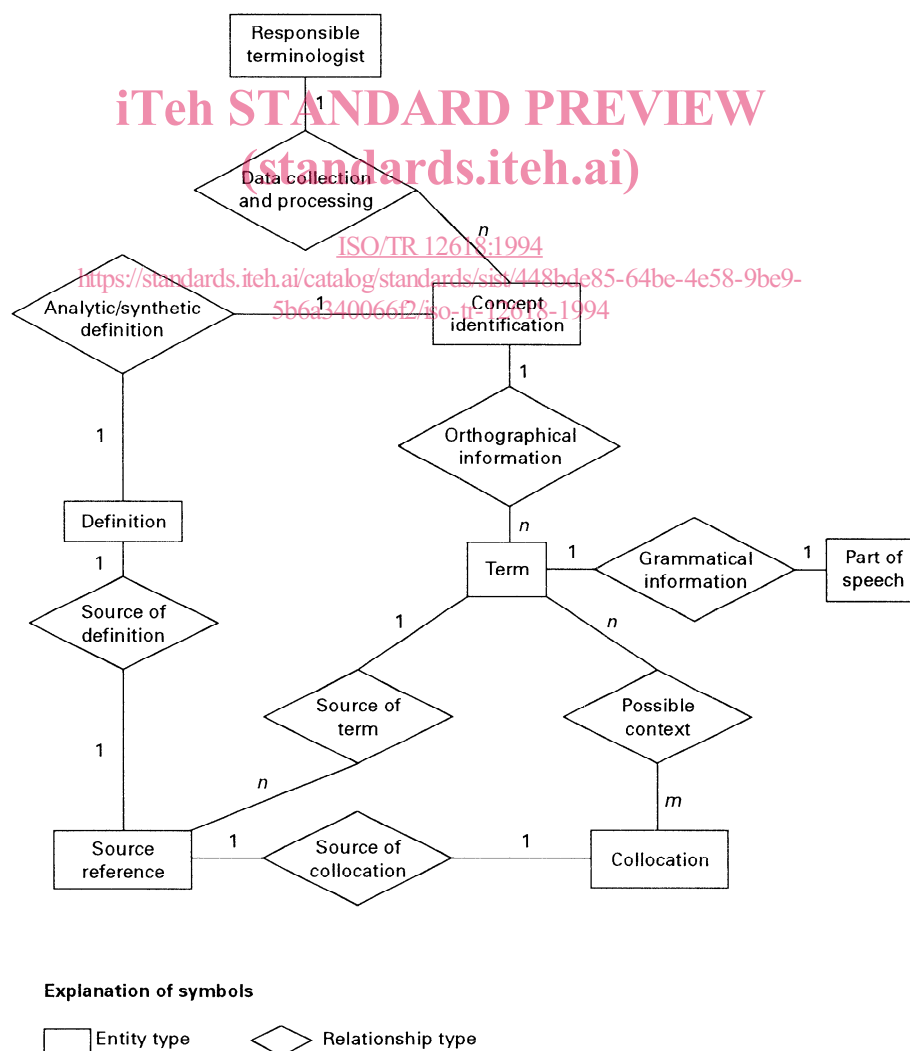 Responsible
terminologist
iTeh STANDARD PREVIEW
1
(standards.iteh.ai)
Data collection
and processing
n
ISO/TR 12618:1994
https://standards.iteh.ai/catalog/standards/sist/448bde85-64be-4e58-9be9-
5b6a340066f2/iso-tr-12618-1994
Analytic/synthetic
definition
1
Concept
identification
1
1
Orthographical
information
n
Definition
1
Term
1
Grammatical
information
1
Part of
speech
Source of
definition
1
n
Source of
term
Possible
context
1
n
m
Source
reference
1
Source of
collocation
1
Collocation
Explanation of symbols
Entity type
Relationship type